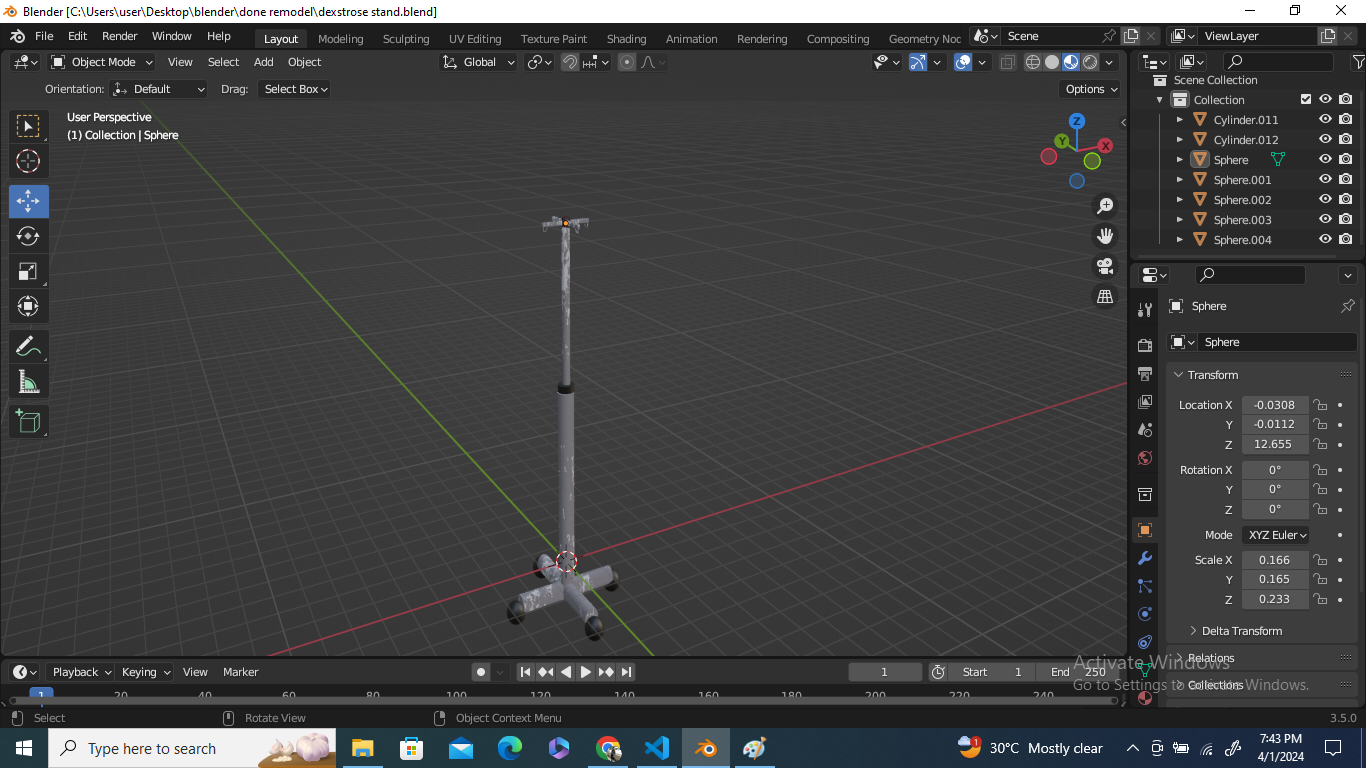 Blender [C:\Users\user\Desktop\blender\done remodel\dexstrose stand.blend]
File Edit Render Window Help Layout Modeling Sculpting UV Editing Texture Paint Shading Animation Rendering Compositing Geometry Noc Scene ViewLayer
Object Mode View Select Add Object Global
Orientation: Default Drag: Select Box Options
User Perspective
(1) Collection | Sphere
Z
Y
X
Scene Collection
Collection
Cylinder.011
Cylinder.012
Sphere
Sphere.001
Sphere.002
Sphere.003
Sphere.004
Sphere
Sphere
Transform
Location X -0.0308
Y -0.0112
Z 12.655
Rotation X 0°
Y 0°
Z 0°
Mode XYZ Euler
Scale X 0.166
Y 0.165
Z 0.233
Delta Transform
Relations
Collections
Activate Windows
Go to Settings to activate Windows.
Playback Keying View Marker 1 Start 1 End 250
1 20 40 60 80 100 120 140 160 180 200 220 240
Select Rotate View Object Context Menu 3.5.0
Type here to search
1 30°C Mostly clear
7:43 PM
4/1/2024